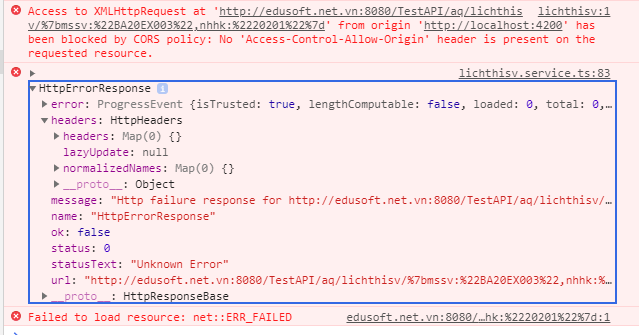 Access to XMLHttpRequest at 'http://edusoft.net.vn:8080/TestAPI/aq/lichthis lichthisv:1
v/%7bmssv:%22BA20EX003%22,nhhk:%2220201%22%7d' from origin 'http://localhost:4200' has
been blocked by CORS policy: No 'Access-Control-Allow-Origin' header is present on the
requested resource.
lichthisv.service.ts:83
HttpErrorResponse
error: ProgressEvent {isTrusted: true, lengthComputable: false, loaded: 0, total: 0,…
headers: HttpHeaders
headers: Map(0) {}
lazyUpdate: null
normalizedNames: Map(0) {}
__proto__: Object
message: "Http failure response for http://edusoft.net.vn:8080/TestAPI/aq/lichthisv/…
name: "HttpErrorResponse"
ok: false
status: 0
statusText: "Unknown Error"
url: "http://edusoft.net.vn:8080/TestAPI/aq/lichthisv/%7bmssv:%22BA20EX003%22,nhhk:%…
__proto__: HttpResponseBase
Failed to load resource: net::ERR_FAILED edusoft.net.vn:8080/…hk:%2220201%22%7d:1